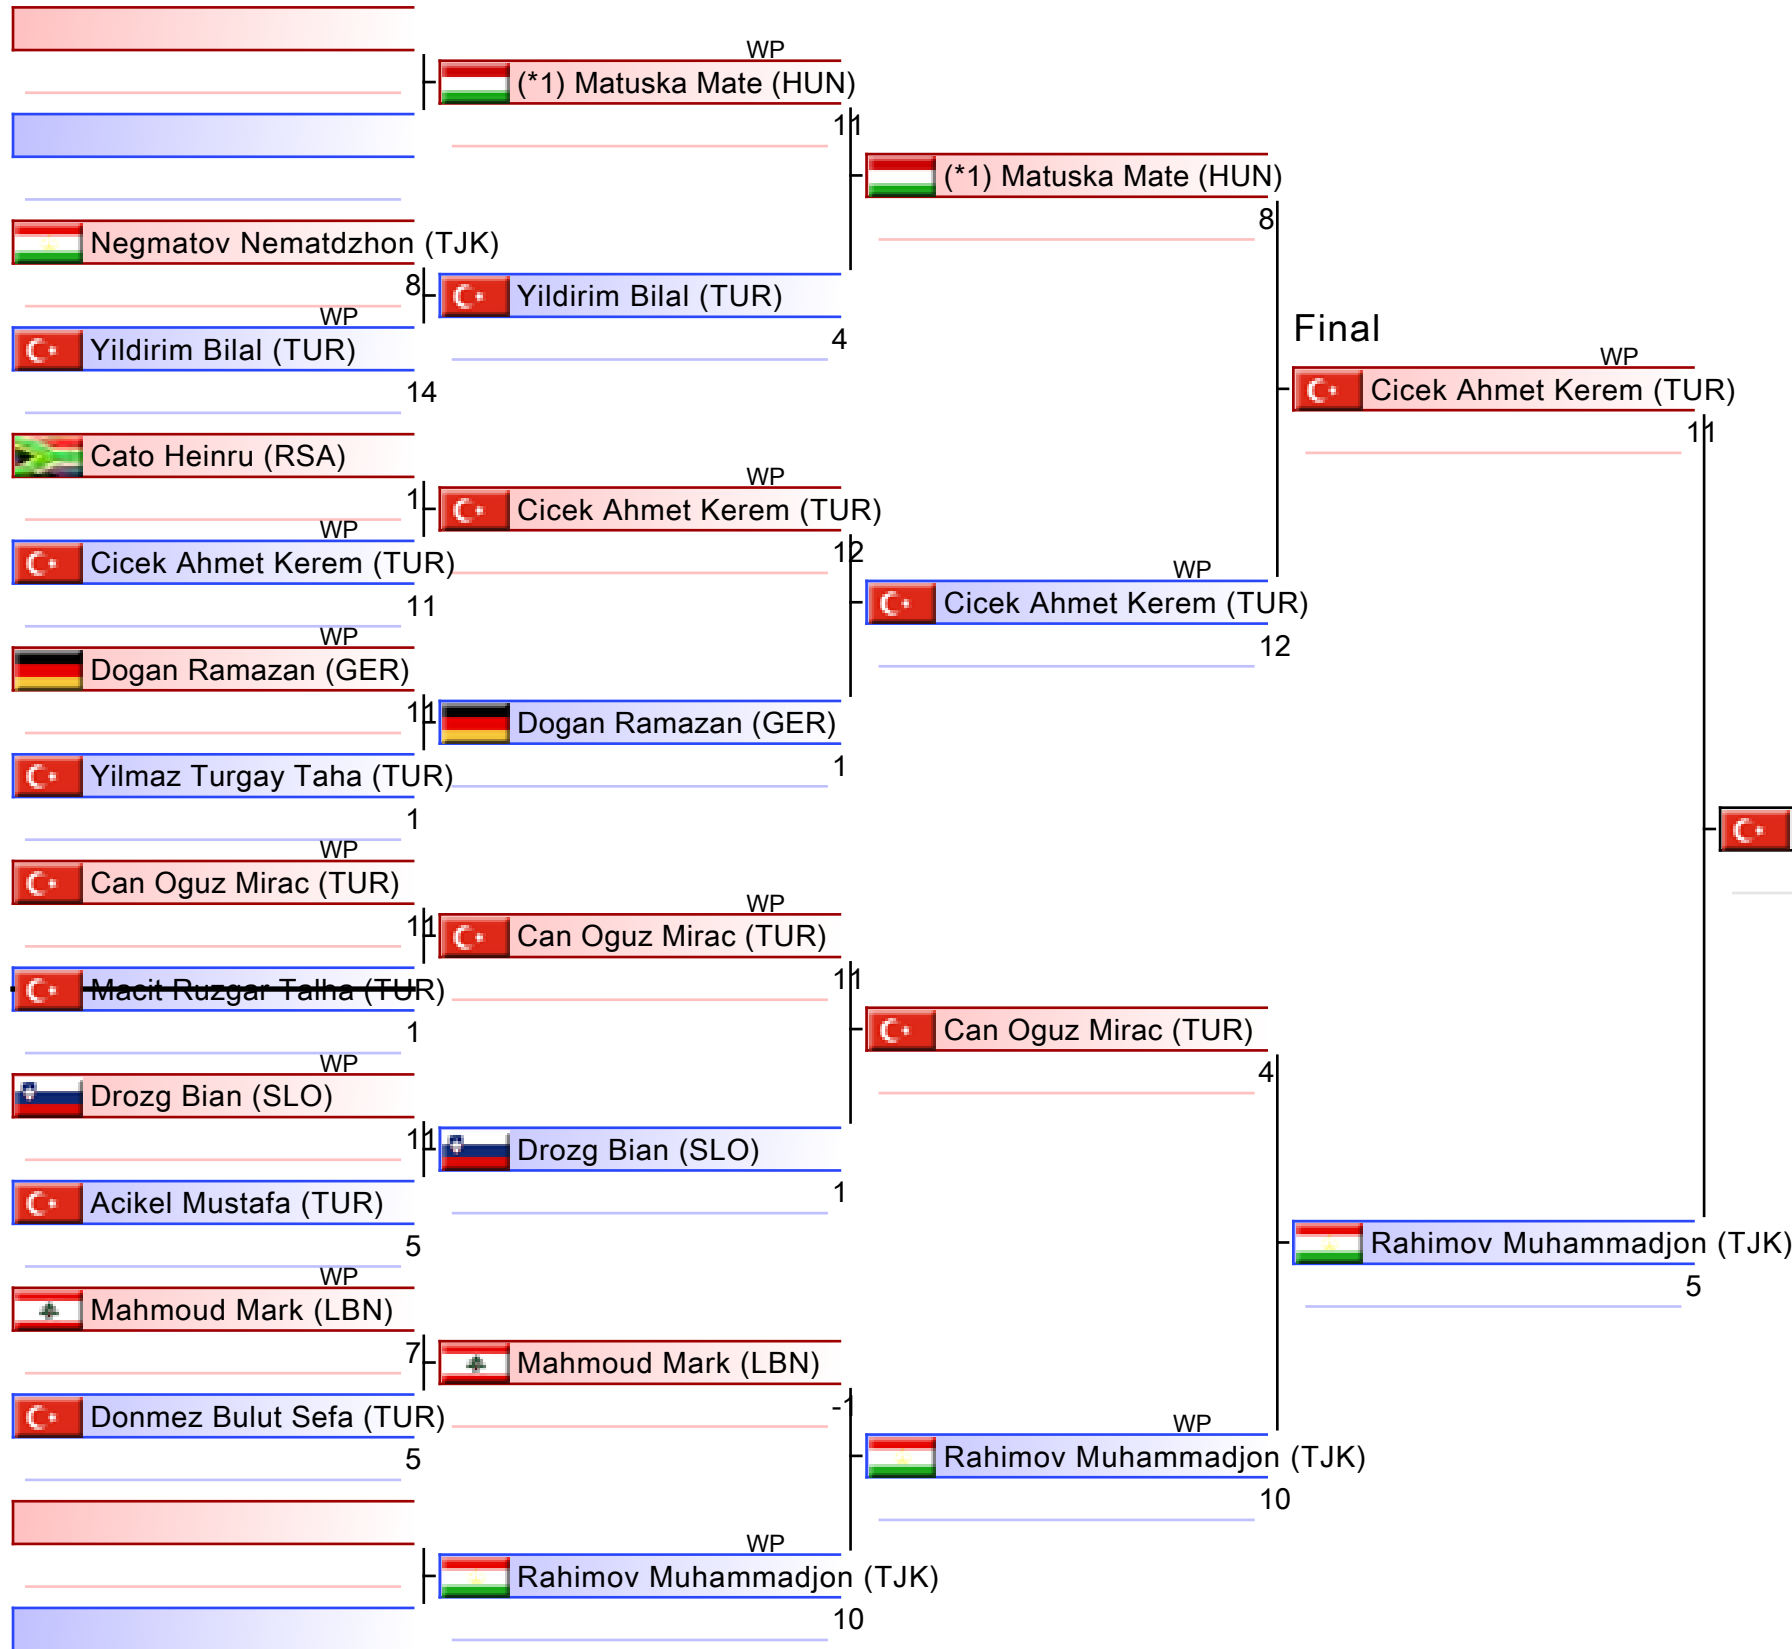 WP
(*1) Matuska Mate (HUN)
11
(*1) Matuska Mate (HUN)
8
Negmatov Nematdzhon (TJK)
8
Yildirim Bilal (TUR)
4
WP
Yildirim Bilal (TUR)
14
Final
WP
Cicek Ahmet Kerem (TUR)
11
Cato Heinru (RSA)
1
WP
Cicek Ahmet Kerem (TUR)
12
WP
Cicek Ahmet Kerem (TUR)
11
WP
Cicek Ahmet Kerem (TUR)
12
WP
Dogan Ramazan (GER)
11
Dogan Ramazan (GER)
1
Yilmaz Turgay Taha (TUR)
1
WP
Can Oguz Mirac (TUR)
11
WP
Can Oguz Mirac (TUR)
11
Macit Ruzgar Talha (TUR)
1
Can Oguz Mirac (TUR)
4
WP
Drozg Bian (SLO)
11
Drozg Bian (SLO)
1
Acikel Mustafa (TUR)
5
Rahimov Muhammadjon (TJK)
5
WP
Mahmoud Mark (LBN)
7
Mahmoud Mark (LBN)
-1
Donmez Bulut Sefa (TUR)
5
WP
Rahimov Muhammadjon (TJK)
10
WP
Rahimov Muhammadjon (TJK)
10